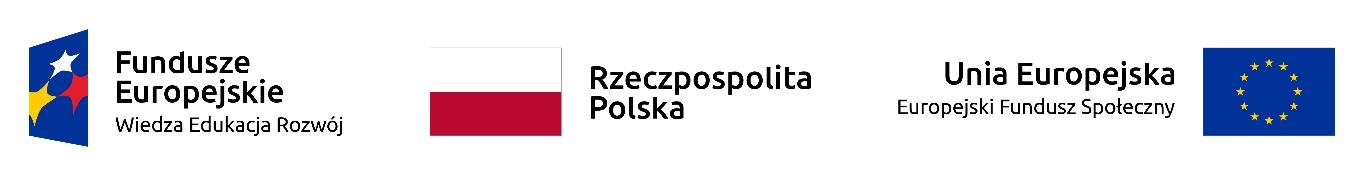 Fundusze
Europejskie
Wiedza Edukacja Rozwój
Rzeczpospolita
Polska
Unia Europejska
Europejski Fundusz Społeczny